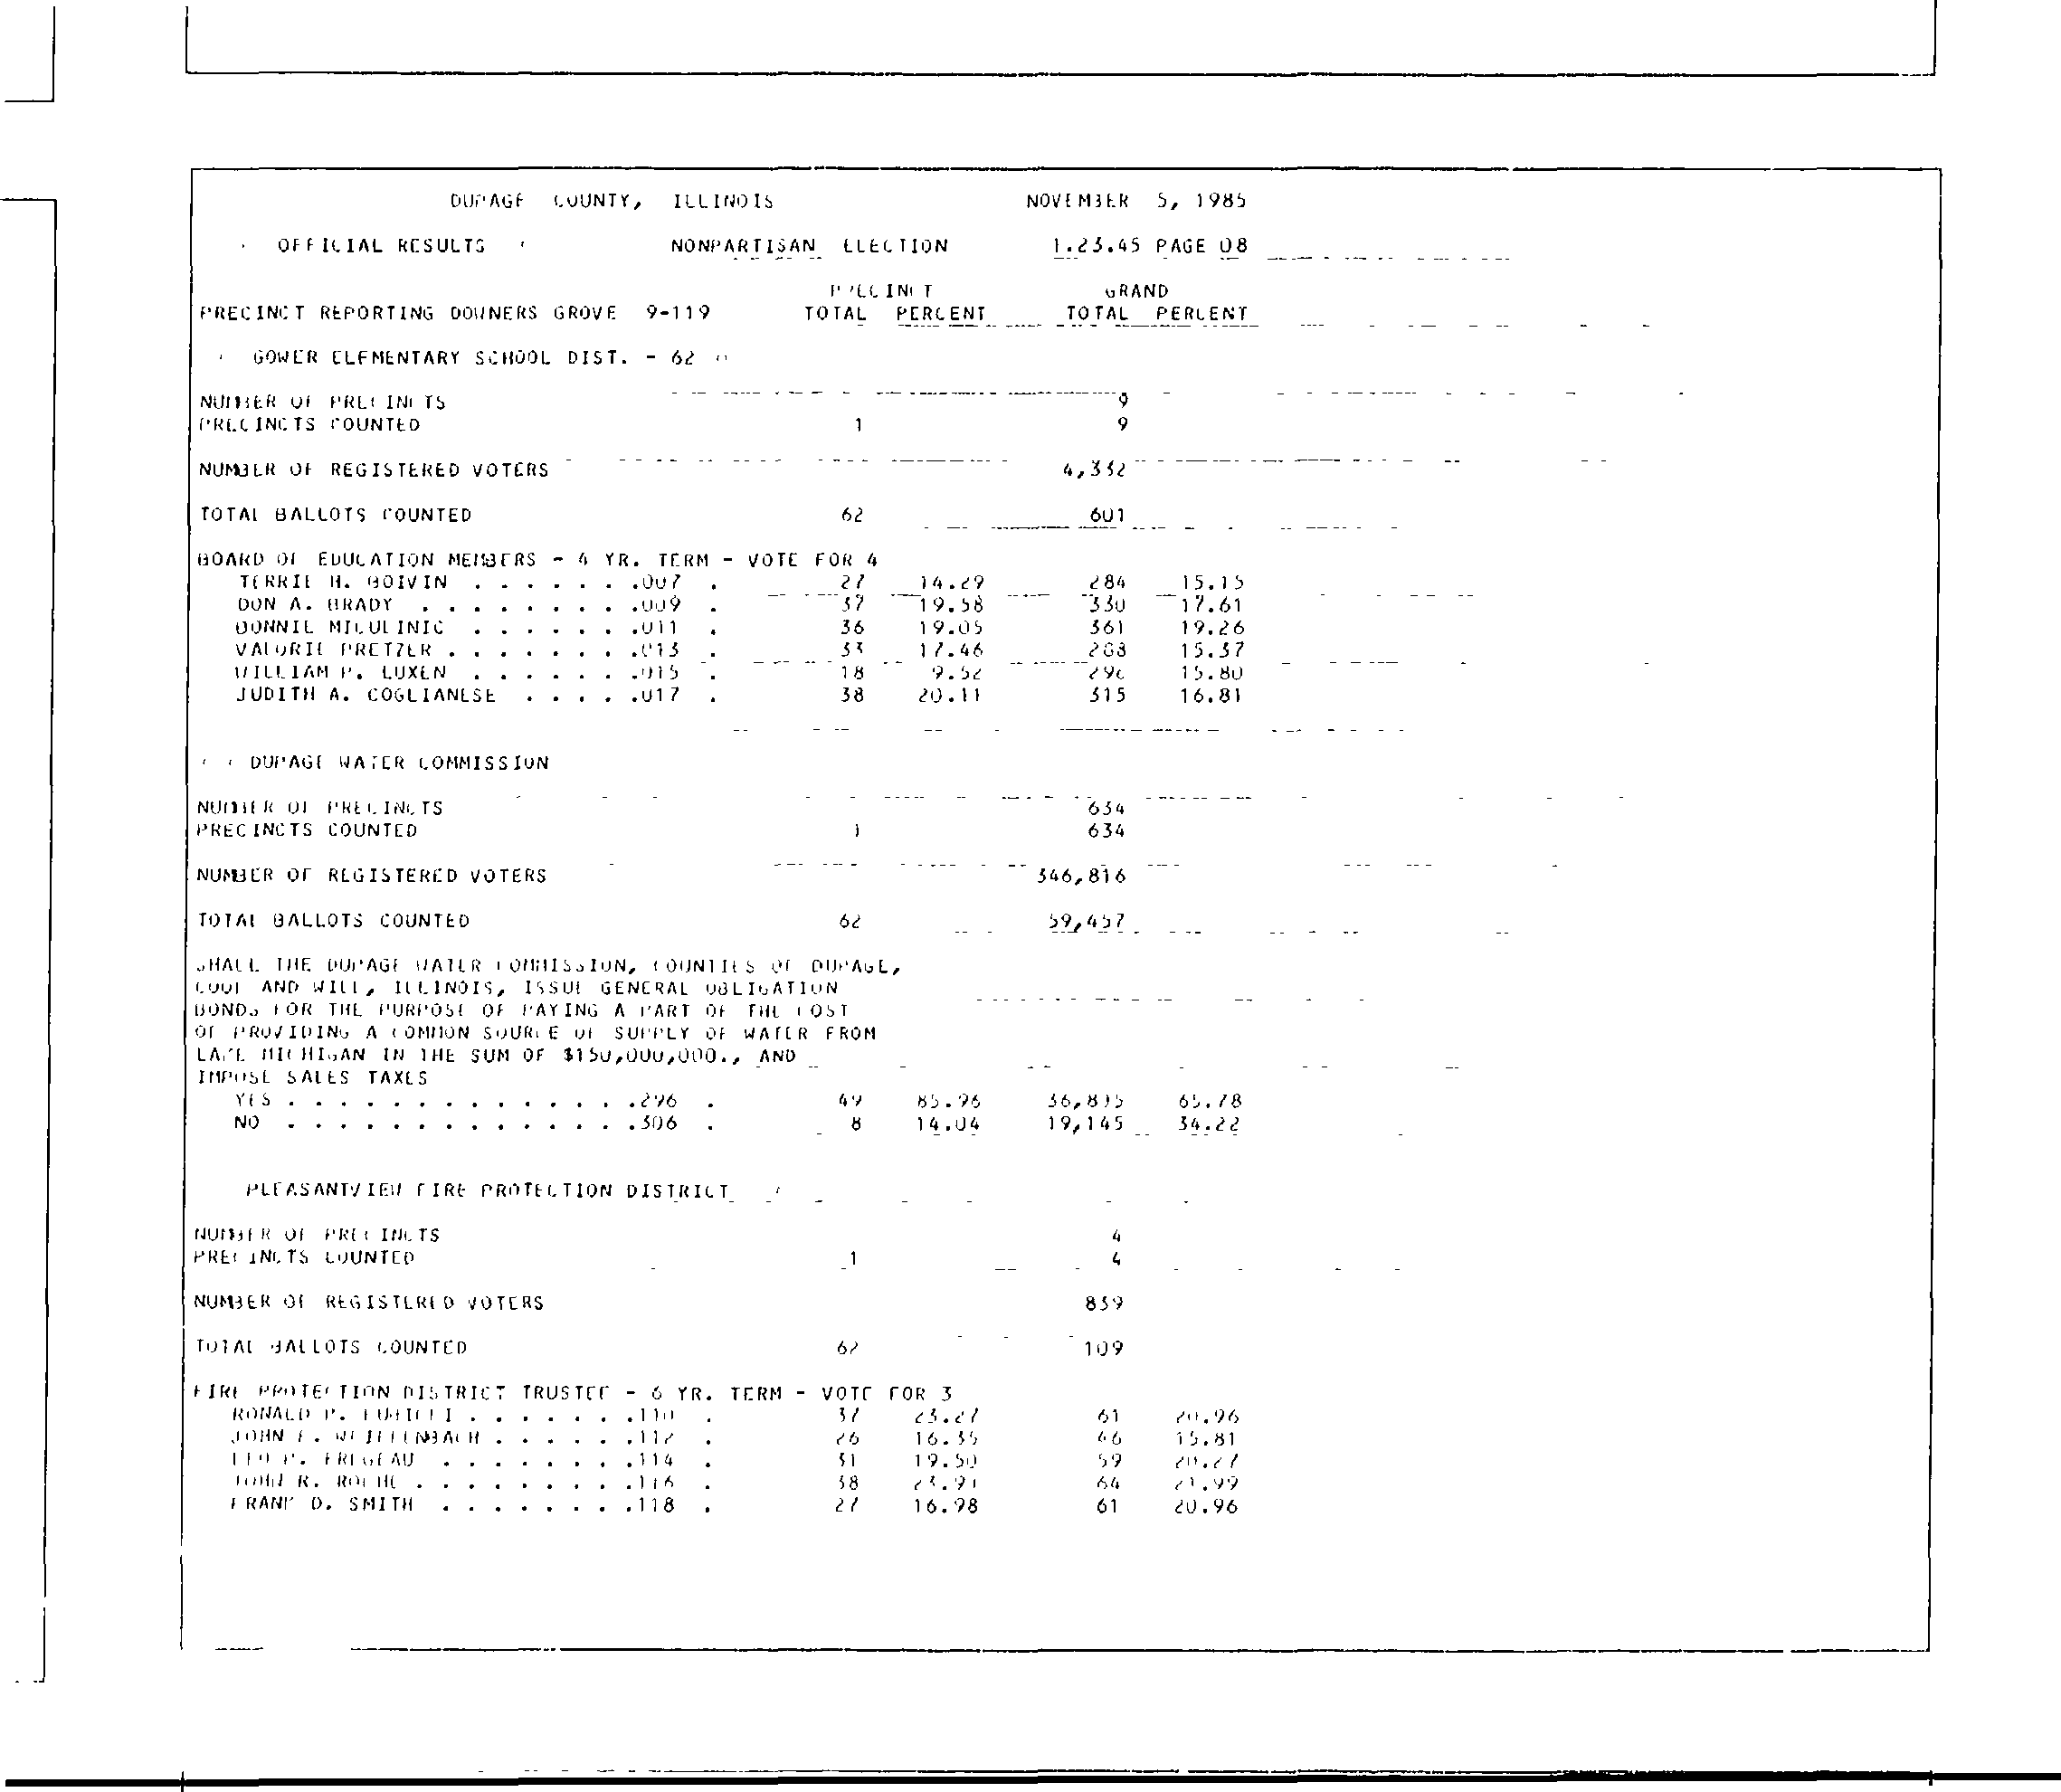 DUPAGE COUNTY, ILLINOIS NOVEMBER 5, 1985
OFFICIAL RESULTS NONPARTISAN ELECTION 1.23.45 PAGE 08
PRECINCT GRAND
PRECINCT REPORTING DOWNERS GROVE 9-119 TOTAL PERCENT TOTAL PERCENT
GOWER ELEMENTARY SCHOOL DIST. - 62
NUMBER OF PRECINCTS 9
PRECINCTS COUNTED 1 9
NUMBER OF REGISTERED VOTERS 4,332
TOTAL BALLOTS COUNTED 62 601
BOARD OF EDUCATION MEMBERS - 4 YR. TERM - VOTE FOR 4
TERRIE H. BOIVIN . . . . . . .007 . 27 14.29 284 15.15
DON A. BRADY . . . . . . . . .009 . 37 19.58 330 17.61
BONNIE MICULINIC . . . . . . .011 . 36 19.05 361 19.26
VALORIE PRETZER . . . . . . . .013 . 33 17.46 288 15.37
WILLIAM P. LUXEN . . . . . . .015 . 18 9.52 296 15.80
JUDITH A. COGLIANESE . . . . .017 . 38 20.11 315 16.81
DUPAGE WATER COMMISSION
NUMBER OF PRECINCTS 634
PRECINCTS COUNTED 1 634
NUMBER OF REGISTERED VOTERS 346,816
TOTAL BALLOTS COUNTED 62 59,457
SHALL THE DUPAGE WATER COMMISSION, COUNTIES OF DUPAGE,
COOK AND WILL, ILLINOIS, ISSUE GENERAL OBLIGATION
BONDS FOR THE PURPOSE OF PAYING A PART OF THE COST
OF PROVIDING A COMMON SOURCE OF SUPPLY OF WATER FROM
LAKE MICHIGAN IN THE SUM OF $150,000,000., AND
IMPOSE SALES TAXES
YES . . . . . . . . . . . . . .296 . 49 85.96 36,805 65.78
NO . . . . . . . . . . . . . .306 . 8 14.04 19,145 34.22
PLEASANTVIEW FIRE PROTECTION DISTRICT
NUMBER OF PRECINCTS 4
PRECINCTS COUNTED 1 4
NUMBER OF REGISTERED VOTERS 839
TOTAL BALLOTS COUNTED 62 109
FIRE PROTECTION DISTRICT TRUSTEE - 6 YR. TERM - VOTE FOR 3
RONALD P. . . . . . . .110 . 37 23.27 61 20.96
JOHN F. . . . . . .112 . 26 16.35 46 15.81
LEO P. FREGEAU . . . . . . . .114 . 31 19.50 59 20.27
JOHN R. ROCHE . . . . . . . . .116 . 38 23.91 64 21.99
FRANK D. SMITH . . . . . . . .118 . 27 16.98 61 20.96